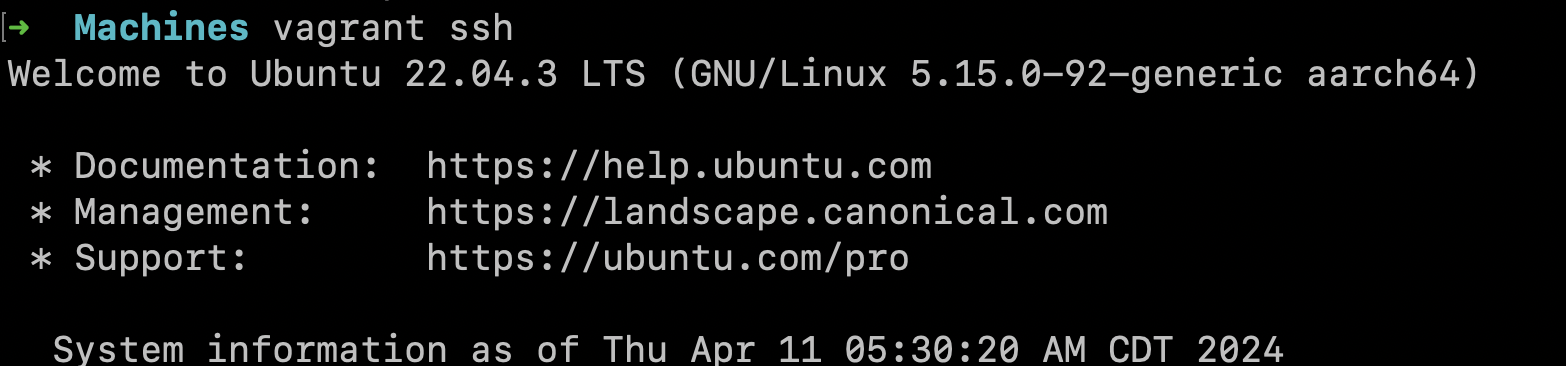 ➜  Machines vagrant ssh
Welcome to Ubuntu 22.04.3 LTS (GNU/Linux 5.15.0-92-generic aarch64)
* Documentation:  https://help.ubuntu.com
* Management:     https://landscape.canonical.com
* Support:        https://ubuntu.com/pro
System information as of Thu Apr 11 05:30:20 AM CDT 2024